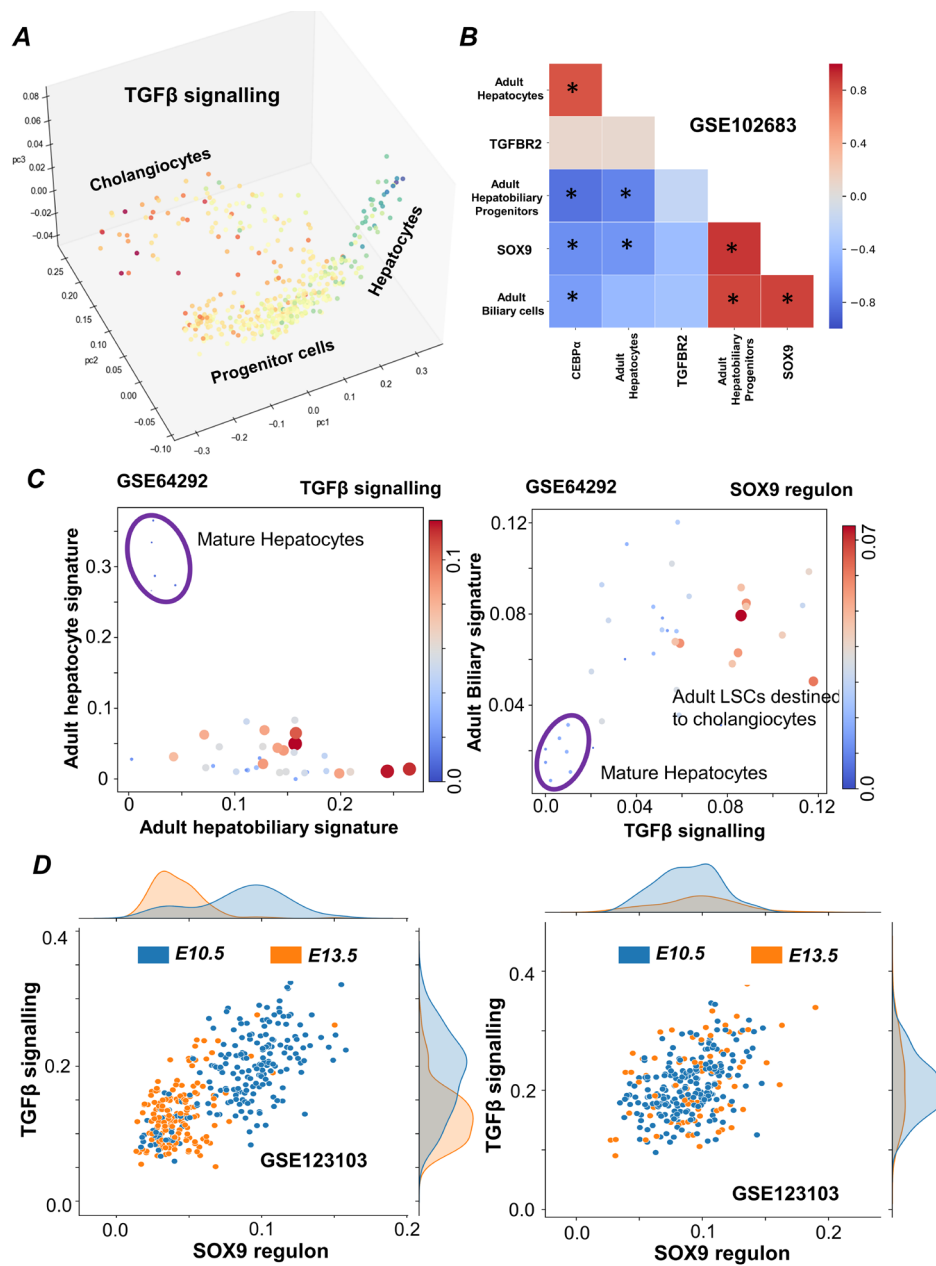 A
TGFβ signalling
Cholangiocytes
Hepatocytes
Progenitor cells
pc3
0.08
0.06
0.04
0.02
0.00
−0.02
−0.04
0.25
0.20
0.15
0.10
0.05
0.00
−0.05
−0.10
pc2
−0.3
−0.2
−0.1
0.0
0.1
0.2
0.3
pc1
B
GSE102683
Adult
Hepatocytes
TGFBR2
Adult
Hepatobiliary
Progenitors
SOX9
Adult
Biliary cells
*
* *
* * *
* * *
CEBPα
Adult
Hepatocytes
TGFBR2
Adult
Hepatobiliary
Progenitors
SOX9
0.8
0.4
0.0
−0.4
−0.8
C
GSE64292
TGFβ signalling
Mature Hepatocytes
Adult hepatocyte signature
0.3
0.2
0.1
0
0
0.1
0.2
Adult hepatobiliary signature
0.1
0.0
GSE64292
SOX9 regulon
Adult Biliary signature
0.12
0.08
0.04
Adult LSCs destined
to cholangiocytes
Mature Hepatocytes
0.0
0.04
0.08
0.12
TGFβ signalling
0.07
0.00
D
E10.5
E13.5
TGFβ signalling
0.4
0.2
0.0
GSE123103
0.0
0.1
0.2
SOX9 regulon
E10.5
E13.5
TGFβ signalling
0.4
0.2
0.0
GSE123103
0.0
0.1
0.2
SOX9 regulon